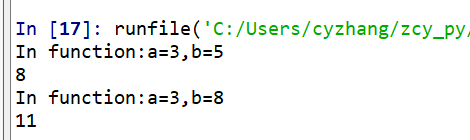 In [17]: runfile('C:/Users/cyzhang/zcy_py/
In function:a=3,b=5
8
In function:a=3,b=8
11